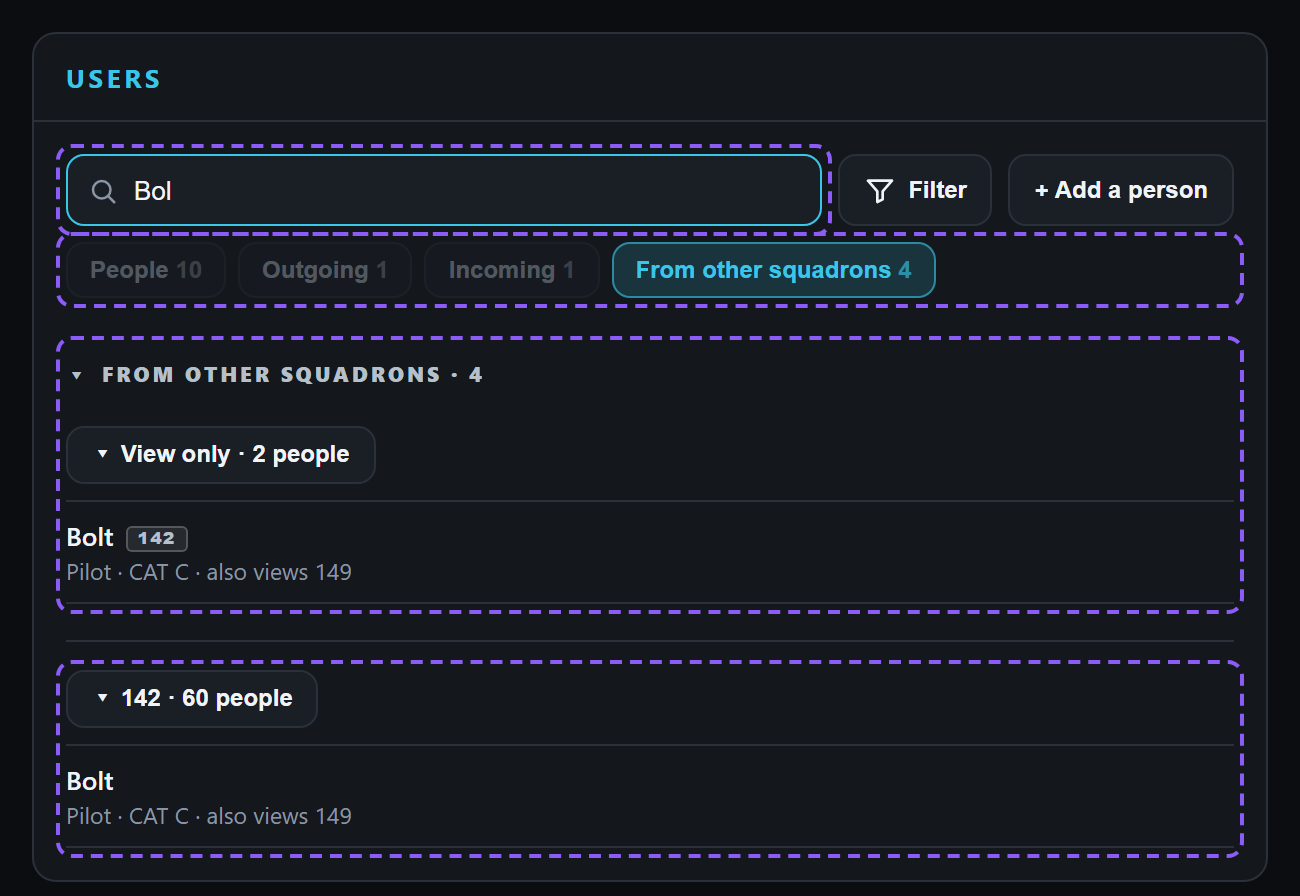 USERS
Bol
Filter
+ Add a person
People 10
Outgoing 1
Incoming 1
From other squadrons 4
FROM OTHER SQUADRONS · 4
View only · 2 people
Bolt 142
Pilot · CAT C · also views 149
142 · 60 people
Bolt
Pilot · CAT C · also views 149